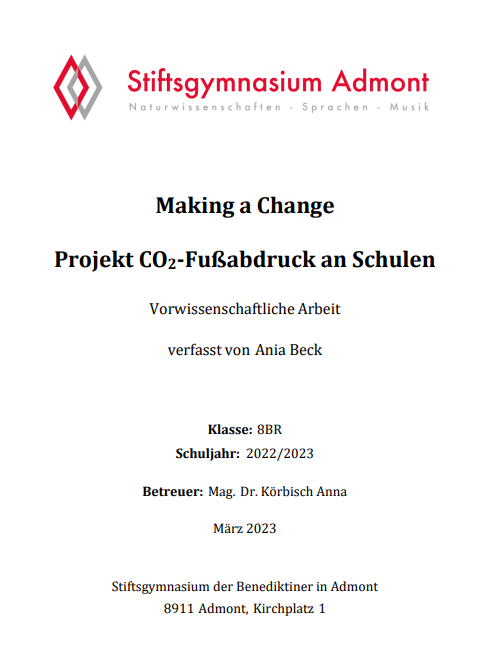 Stiftsgymnasium Admont
Naturwissenschaften - Sprachen - Musik
Making a Change
Projekt CO₂-Fußabdruck an Schulen
Vorwissenschaftliche Arbeit
verfasst von Ania Beck
Klasse: 8BR
Schuljahr: 2022/2023
Betreuer: Mag. Dr. Körbisch Anna
März 2023
Stiftsgymnasium der Benediktiner in Admont
8911 Admont, Kirchplatz 1